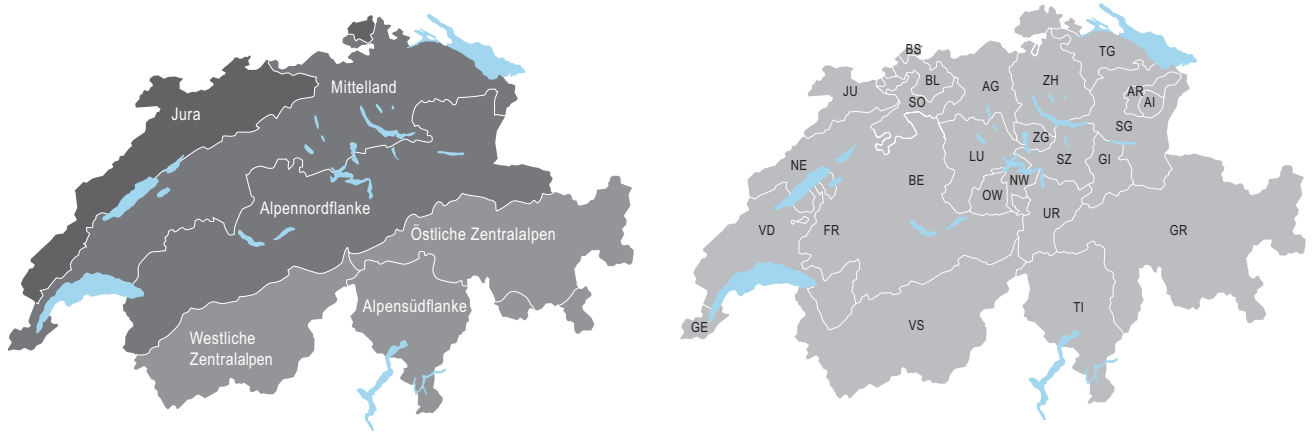 Mittelland
Jura
Alpennordflanke
Östliche Zentralalpen
Alpensüdflanke
Westliche
Zentralalpen
BS
TG
BL
ZH
JU
AG
AR
AI
SO
SG
ZG
LU
SZ
GI
NE
BE
NW
OW
UR
VD
FR
GR
TI
GE
VS